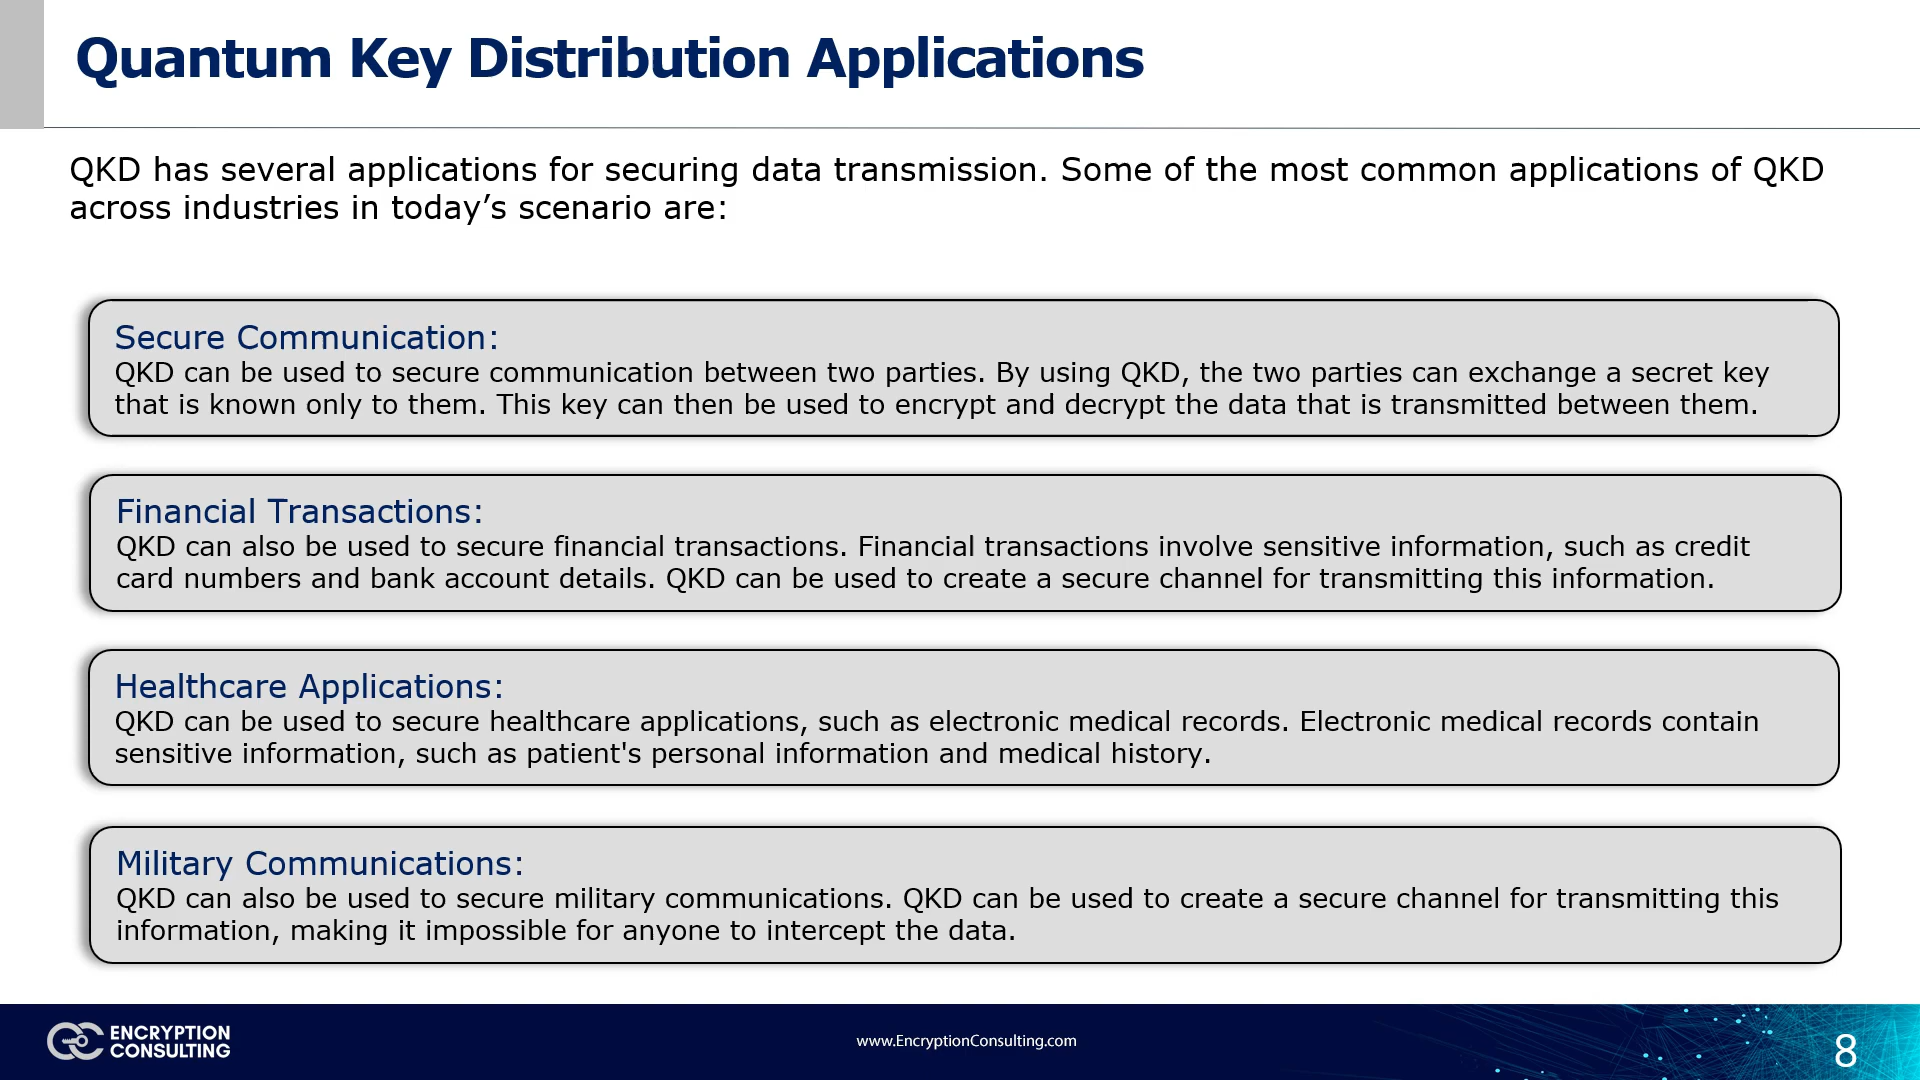 Quantum Key Distribution Applications
QKD has several applications for securing data transmission. Some of the most common applications of QKD
across industries in today’s scenario are:
Secure Communication:
QKD can be used to secure communication between two parties. By using QKD, the two parties can exchange a secret key
that is known only to them. This key can then be used to encrypt and decrypt the data that is transmitted between them.
Financial Transactions:
QKD can also be used to secure financial transactions. Financial transactions involve sensitive information, such as credit
card numbers and bank account details. QKD can be used to create a secure channel for transmitting this information.
Healthcare Applications:
QKD can be used to secure healthcare applications, such as electronic medical records. Electronic medical records contain
sensitive information, such as patient's personal information and medical history.
Military Communications:
QKD can also be used to secure military communications. QKD can be used to create a secure channel for transmitting this
information, making it impossible for anyone to intercept the data.
ENCRYPTION
CONSULTING
www.EncryptionConsulting.com
8